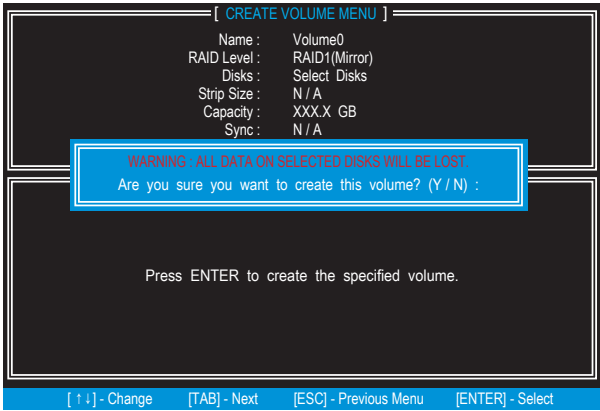 [ CREATE VOLUME MENU ]
Name : Volume0
RAID Level : RAID1(Mirror)
Disks : Select Disks
Strip Size : N / A
Capacity : XXX.X GB
Sync : N / A
WARNING : ALL DATA ON SELECTED DISKS WILL BE LOST.
Are you sure you want to create this volume? (Y / N) :
Press ENTER to create the specified volume.
[ ↑↓] - Change [TAB] - Next [ESC] - Previous Menu [ENTER] - Select